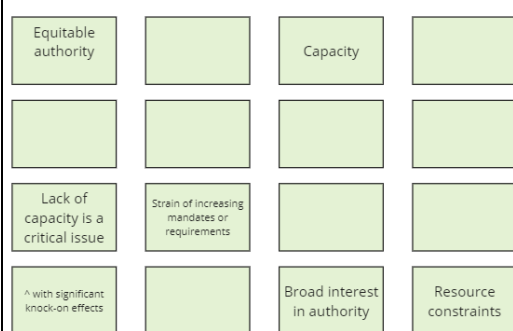 Equitable
authority
Capacity
Lack of
capacity is a
critical issue
Strain of increasing
mandates or
requirements
^ with significant
knock-on effects
Broad interest
in authority
Resource
constraints